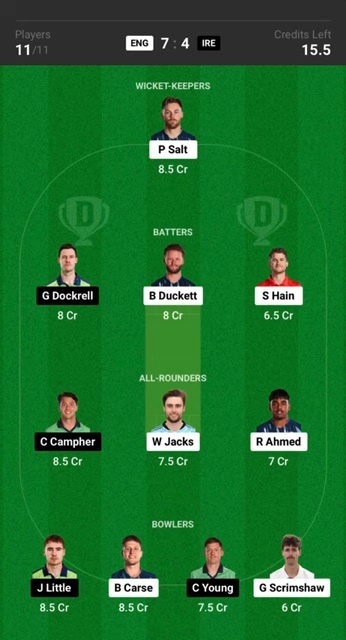 Players
Credits Left
11/11
ENG 7 : 4 IRE
15.5
WICKET-KEEPERS
P Salt
8.5 Cr
BATTERS
G Dockrell
B Duckett
S Hain
8 Cr
8 Cr
6.5 Cr
ALL-ROUNDERS
C Campher
W Jacks
R Ahmed
8.5 Cr
7.5 Cr
7 Cr
BOWLERS
J Little
B Carse
C Young
G Scrimshaw
8.5 Cr
8.5 Cr
7.5 Cr
6 Cr